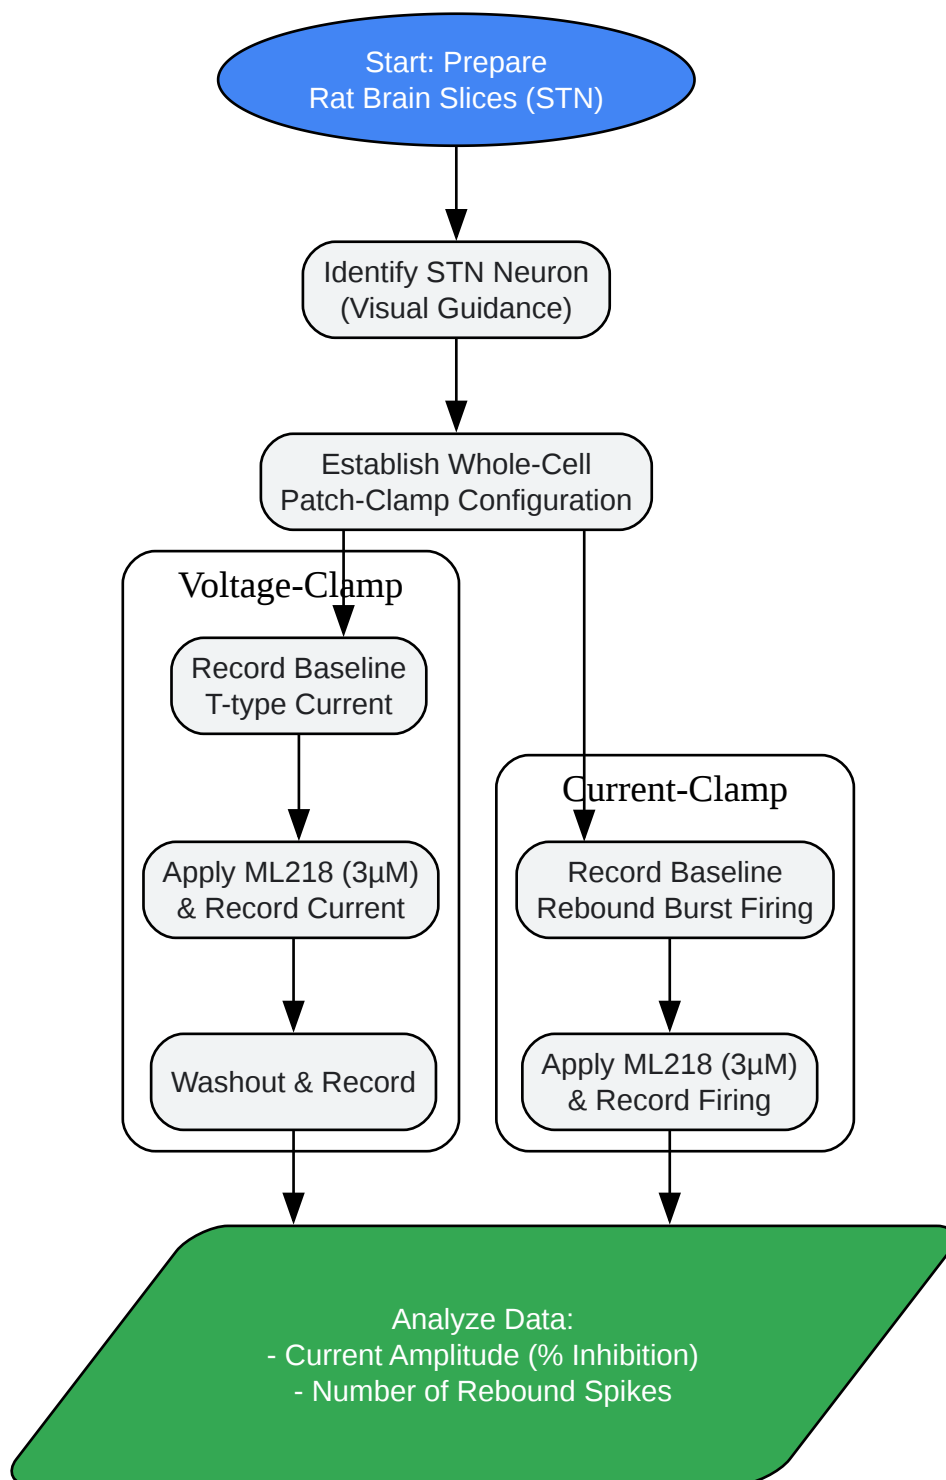 Start: Prepare
Rat Brain Slices (STN)
Identify STN Neuron
(Visual Guidance)
Establish Whole-Cell
Patch-Clamp Configuration
Voltage-Clamp
Record Baseline
T-type Current
Apply ML218 (3µM)
& Record Current
Washout & Record
Current-Clamp
Record Baseline
Rebound Burst Firing
Apply ML218 (3µM)
& Record Firing
Analyze Data:
- Current Amplitude (% Inhibition)
- Number of Rebound Spikes